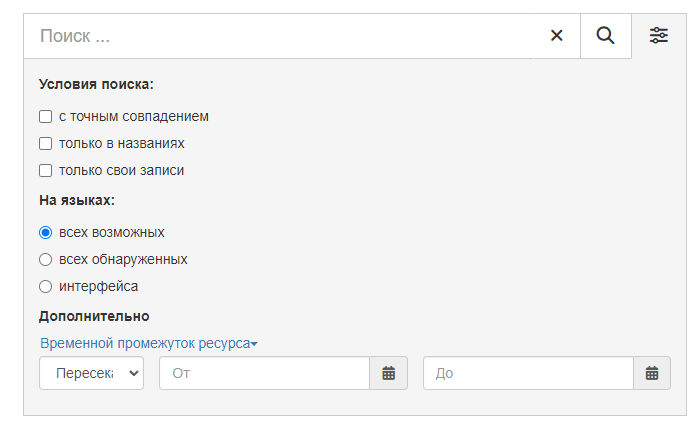 Поиск ...
Условия поиска:
с точным совпадением
только в названиях
только свои записи
На языках:
всех возможных
всех обнаруженных
интерфейса
Дополнительно
Временной промежуток ресурса
Пересека От До